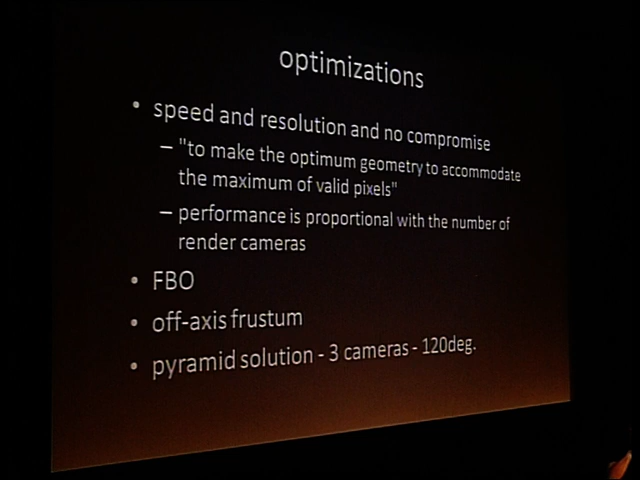 optimizations
• speed and resolution and no compromise
– "to make the optimum geometry to accommodate
the maximum of valid pixels"
– performance is proportional with the number of
render cameras
• FBO
• off-axis frustum
• pyramid solution - 3 cameras - 120deg.